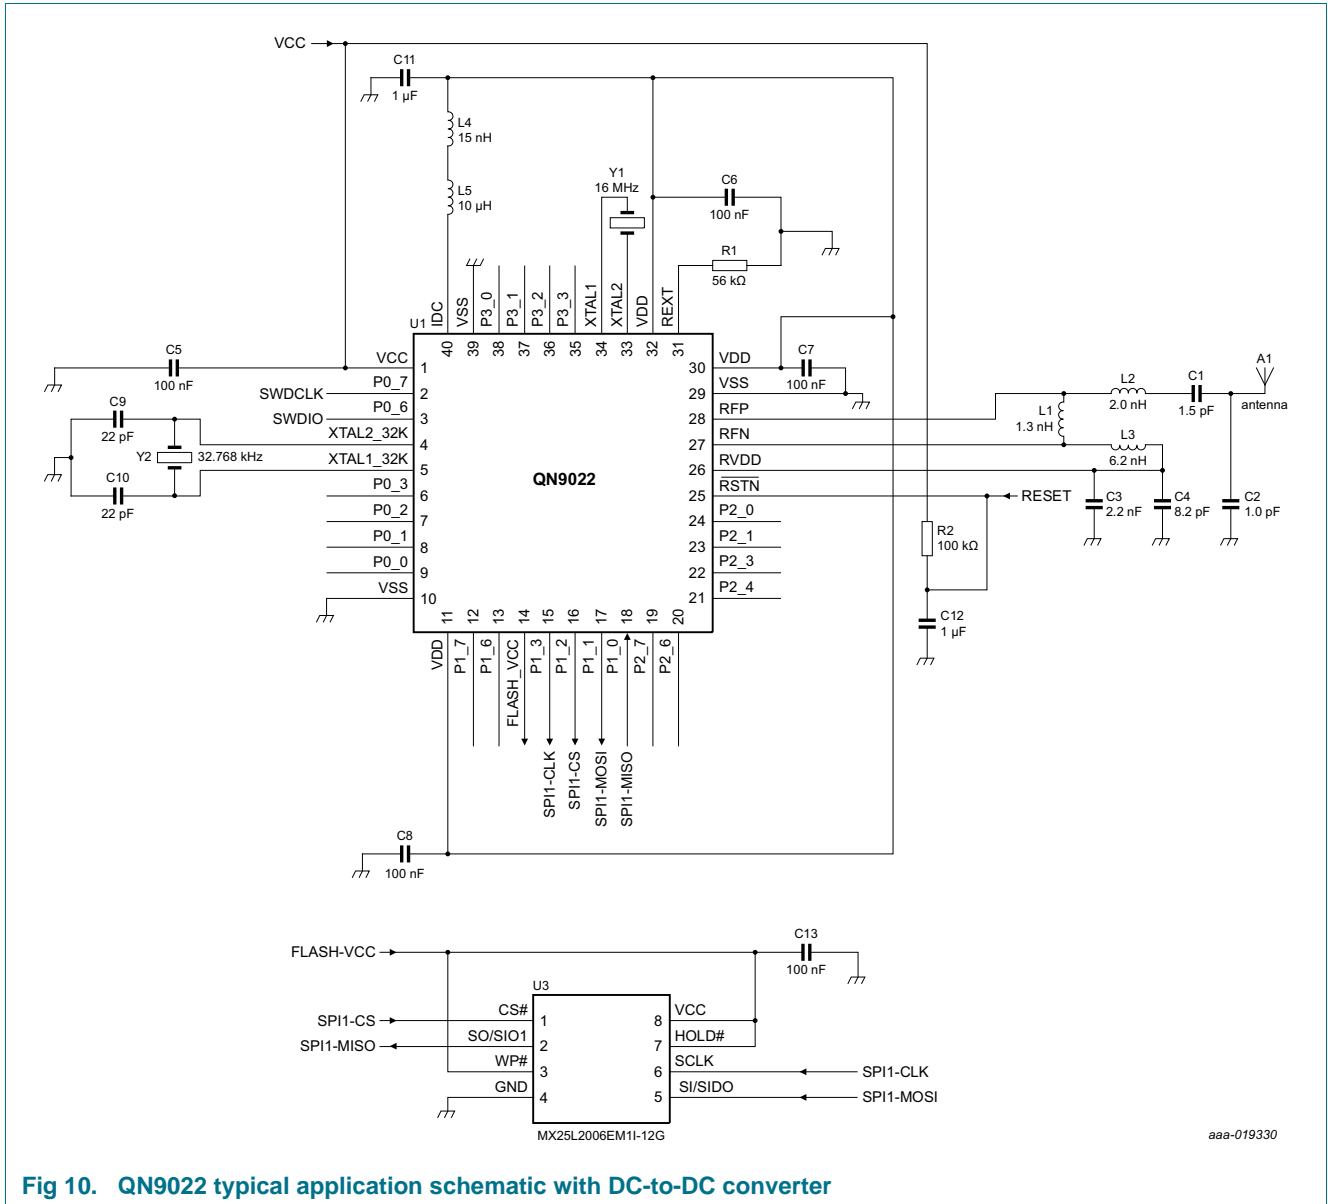 VCC
C11
1 µF
L4
15 nH
L5
10 µH
Y1
16 MHz
C6
100 nF
R1
56 kΩ
U1
IDC
VSS
P3_0
P3_1
P3_2
P3_3
XTAL1
XTAL2
VDD
REXT
40
39
38
37
36
35
34
33
32
31
C5
100 nF
VCC
1
SWDCLK
P0_7
2
SWDIO
P0_6
3
C9
22 pF
XTAL2_32K
4
Y2
32.768 kHz
XTAL1_32K
5
C10
22 pF
P0_3
6
P0_2
7
P0_1
8
P0_0
9
VSS
10
QN9022
30
VDD
C7
100 nF
29
VSS
28
RFP
27
RFN
26
RVDD
25
RSTN
RESET
24
P2_0
23
P2_1
22
P2_3
21
P2_4
L1
1.3 nH
L2
2.0 nH
C1
1.5 pF
A1
antenna
L3
6.2 nH
C3
2.2 nF
C4
8.2 pF
C2
1.0 pF
R2
100 kΩ
C12
1 µF
11
12
13
14
15
16
17
18
19
20
VDD
P1_7
P1_6
FLASH_VCC
P1_3
P1_2
P1_1
P1_0
P2_7
P2_6
SPI1-CLK
SPI1-CS
SPI1-MOSI
SPI1-MISO
C8
100 nF
FLASH-VCC
C13
100 nF
U3
SPI1-CS
CS#
1
8
VCC
SPI1-MISO
SO/SIO1
2
7
HOLD#
WP#
3
6
SCLK
SPI1-CLK
GND
4
5
SI/SIDO
SPI1-MOSI
MX25L2006EM1I-12G
aaa-019330
Fig 10. QN9022 typical application schematic with DC-to-DC converter